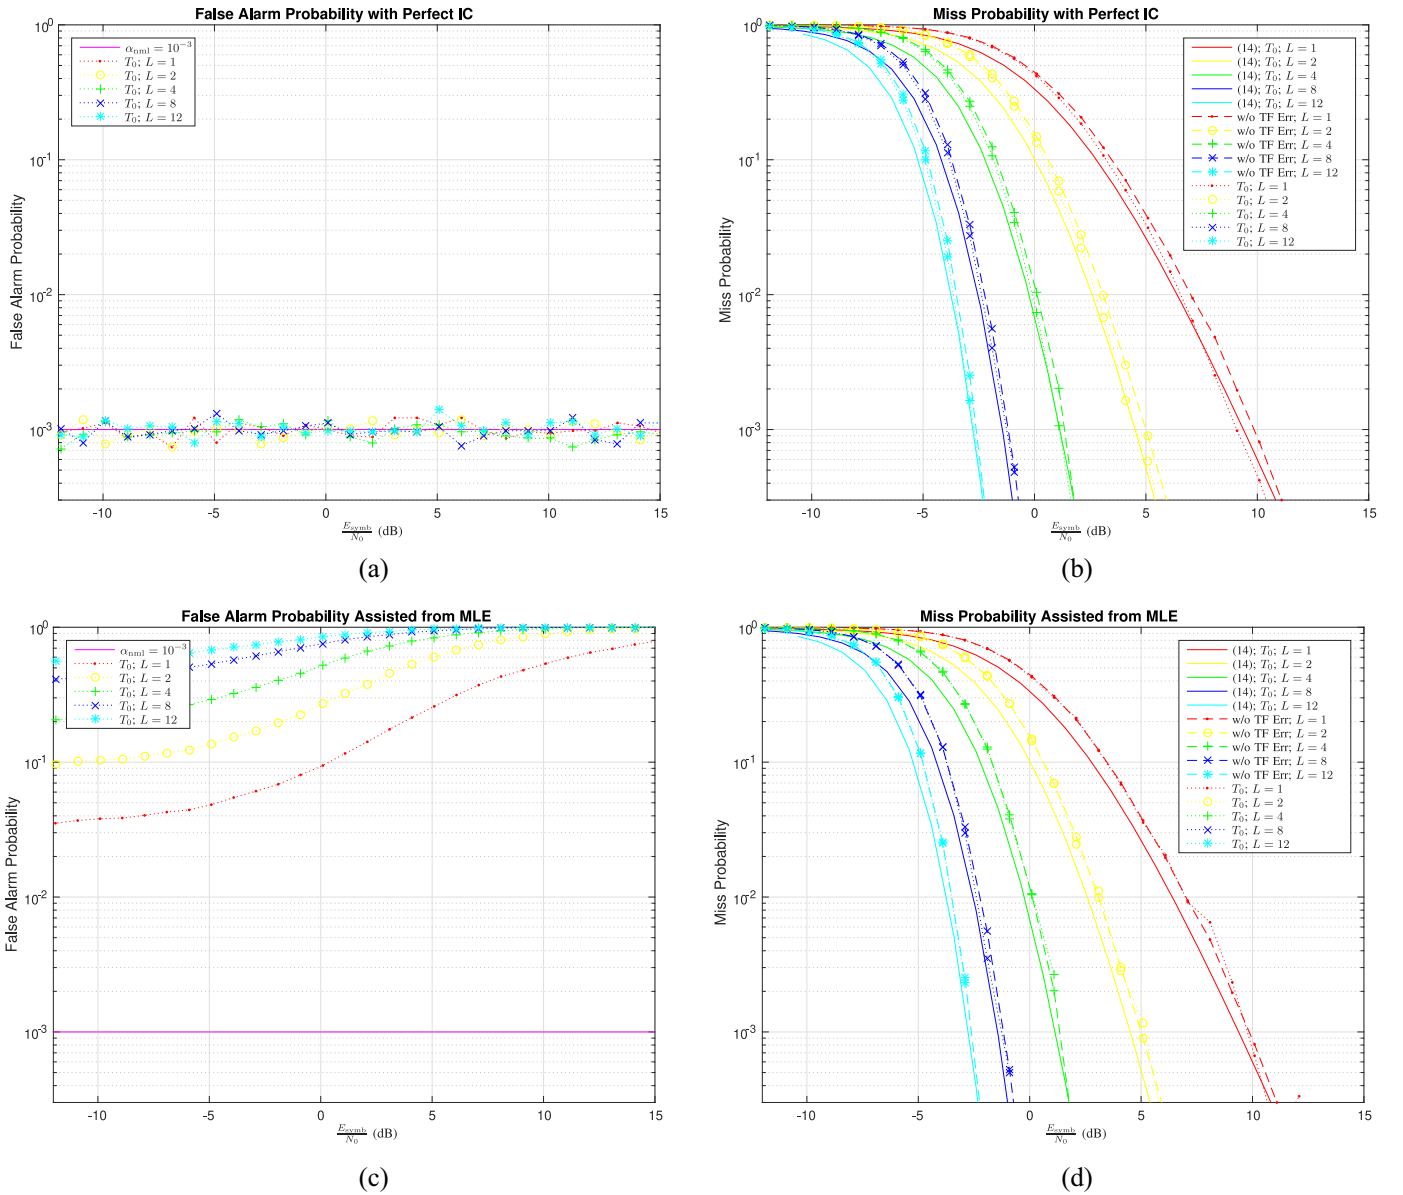 False Alarm Probability with Perfect IC
10^0
10^-1
10^-2
10^-3
False Alarm Probability
α_nml = 10^-3
T_0; L = 1
T_0; L = 2
T_0; L = 4
T_0; L = 8
T_0; L = 12
-10 -5 0 5 10 15
E_symb/N_0 (dB)
(a)
Miss Probability with Perfect IC
10^0
10^-1
10^-2
10^-3
Miss Probability
(14); T_0; L = 1
(14); T_0; L = 2
(14); T_0; L = 4
(14); T_0; L = 8
(14); T_0; L = 12
w/o TF Err; L = 1
w/o TF Err; L = 2
w/o TF Err; L = 4
w/o TF Err; L = 8
w/o TF Err; L = 12
T_0; L = 1
T_0; L = 2
T_0; L = 4
T_0; L = 8
T_0; L = 12
-10 -5 0 5 10 15
E_symb/N_0 (dB)
(b)
False Alarm Probability Assisted from MLE
10^0
10^-1
10^-2
10^-3
False Alarm Probability
α_nml = 10^-3
T_0; L = 1
T_0; L = 2
T_0; L = 4
T_0; L = 8
T_0; L = 12
-10 -5 0 5 10 15
E_symb/N_0 (dB)
(c)
Miss Probability Assisted from MLE
10^0
10^-1
10^-2
10^-3
Miss Probability
(14); T_0; L = 1
(14); T_0; L = 2
(14); T_0; L = 4
(14); T_0; L = 8
(14); T_0; L = 12
w/o TF Err; L = 1
w/o TF Err; L = 2
w/o TF Err; L = 4
w/o TF Err; L = 8
w/o TF Err; L = 12
T_0; L = 1
T_0; L = 2
T_0; L = 4
T_0; L = 8
T_0; L = 12
-10 -5 0 5 10 15
E_symb/N_0 (dB)
(d)